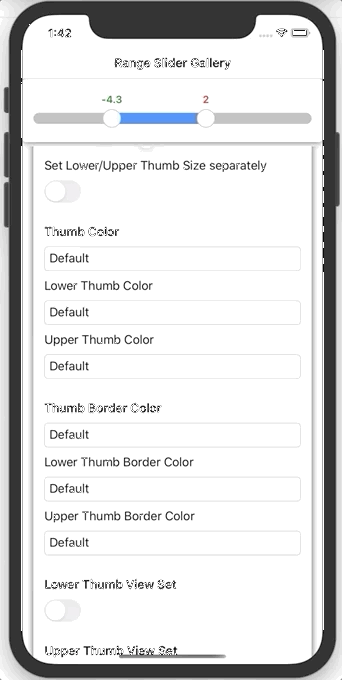 1:42
Range Slider Gallery
-4.3 2
Set Lower/Upper Thumb Size separately
Thumb Color
Default
Lower Thumb Color
Default
Upper Thumb Color
Default
Thumb Border Color
Default
Lower Thumb Border Color
Default
Upper Thumb Border Color
Default
Lower Thumb View Set
Upper Thumb View Set